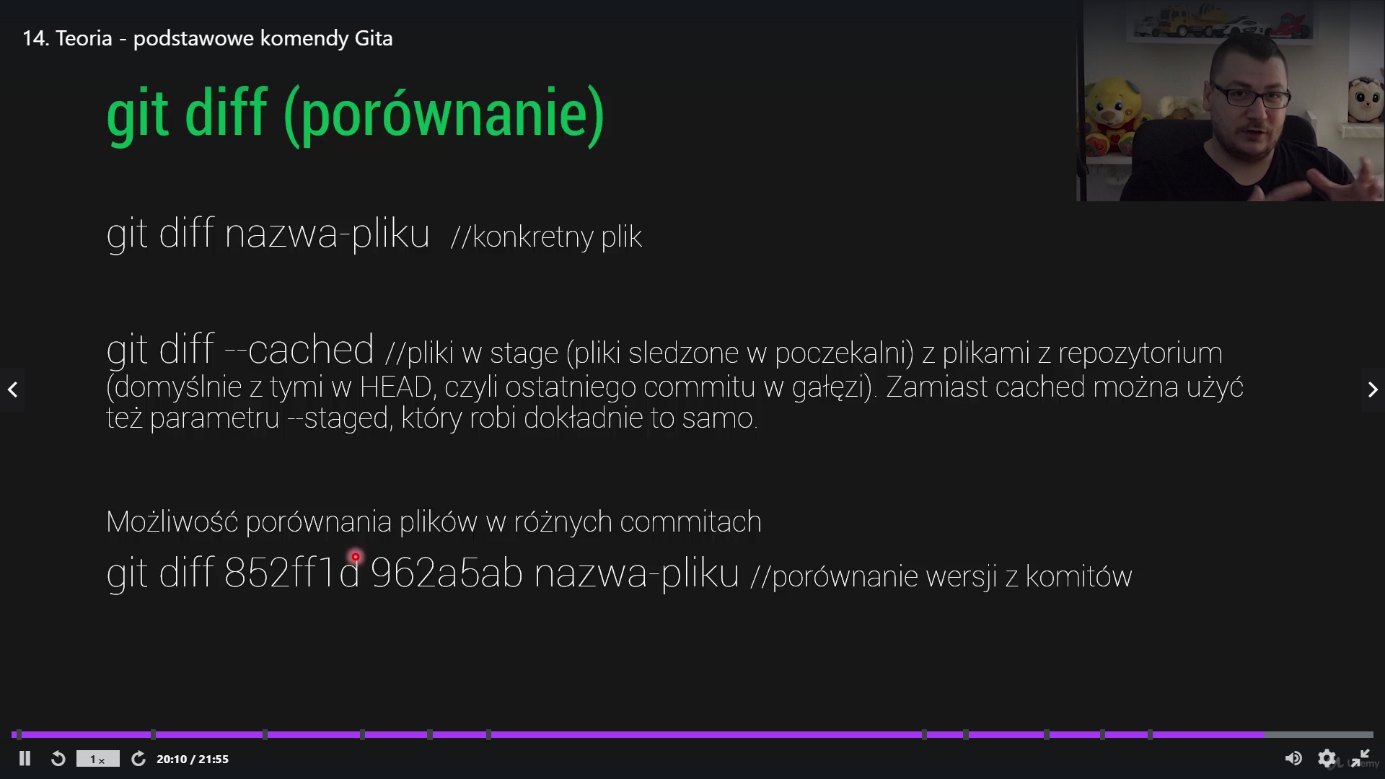 14. Teoria - podstawowe komendy Gita
git diff (porównanie)
git diff nazwa-pliku //konkretny plik
git diff --cached //pliki w stage (pliki sledzone w poczekalni) z plikami z repozytorium
(domyślnie z tymi w HEAD, czyli ostatniego commitu w gałęzi). Zamiast cached można użyć
też parametru --staged, który robi dokładnie to samo.
Możliwość porównania plików w różnych commitach
git diff 852ff1d 962a5ab nazwa-pliku //porównanie wersji z komitów
1x
20:10 / 21:55
Udemy